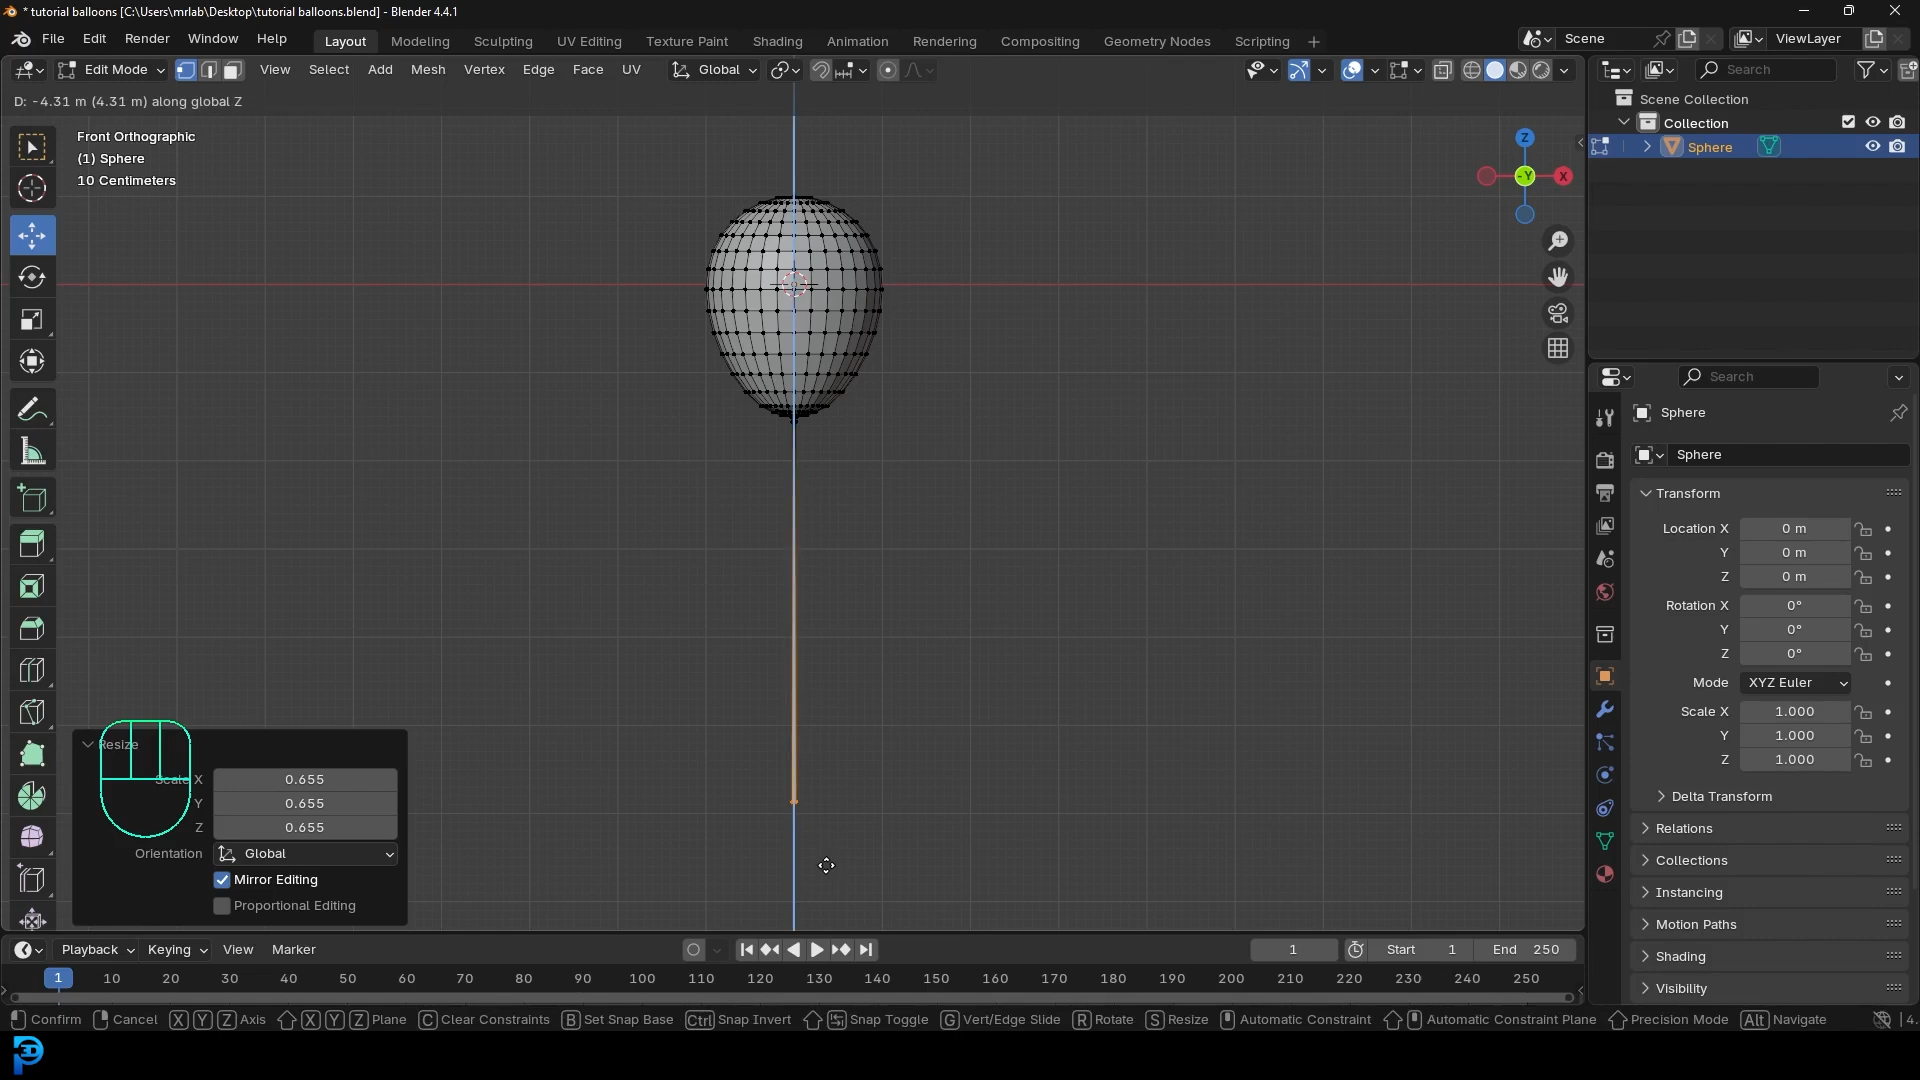 * tutorial balloons [C:\Users\mrlab\Desktop\tutorial balloons.blend] - Blender 4.4.1
File Edit Render Window Help Layout Modeling Sculpting UV Editing Texture Paint Shading Animation Rendering Compositing Geometry Nodes Scripting + Scene ViewLayer
Edit Mode View Select Add Mesh Vertex Edge Face UV Global Search
D: -4.31 m (4.31 m) along global Z
Scene Collection
Collection
Sphere
Front Orthographic
(1) Sphere
10 Centimeters
Z
-Y X
Search
Sphere
Sphere
Transform
Location X 0 m
Y 0 m
Z 0 m
Rotation X 0°
Y 0°
Z 0°
Mode XYZ Euler
Scale X 1.000
Y 1.000
Z 1.000
Delta Transform
Relations
Collections
Instancing
Motion Paths
Shading
Visibility
Resize
Scale X 0.655
Y 0.655
Z 0.655
Orientation Global
Mirror Editing
Proportional Editing
Playback Keying View Marker 1 Start 1 End 250
1 10 20 30 40 50 60 70 80 90 100 110 120 130 140 150 160 170 180 190 200 210 220 230 240 250
Confirm Cancel X Y Z Axis X Y Z Plane C Clear Constraints B Set Snap Base Ctrl Snap Invert Snap Toggle G Vert/Edge Slide R Rotate S Resize Automatic Constraint Automatic Constraint Plane Precision Mode Alt Navigate 4.
3D